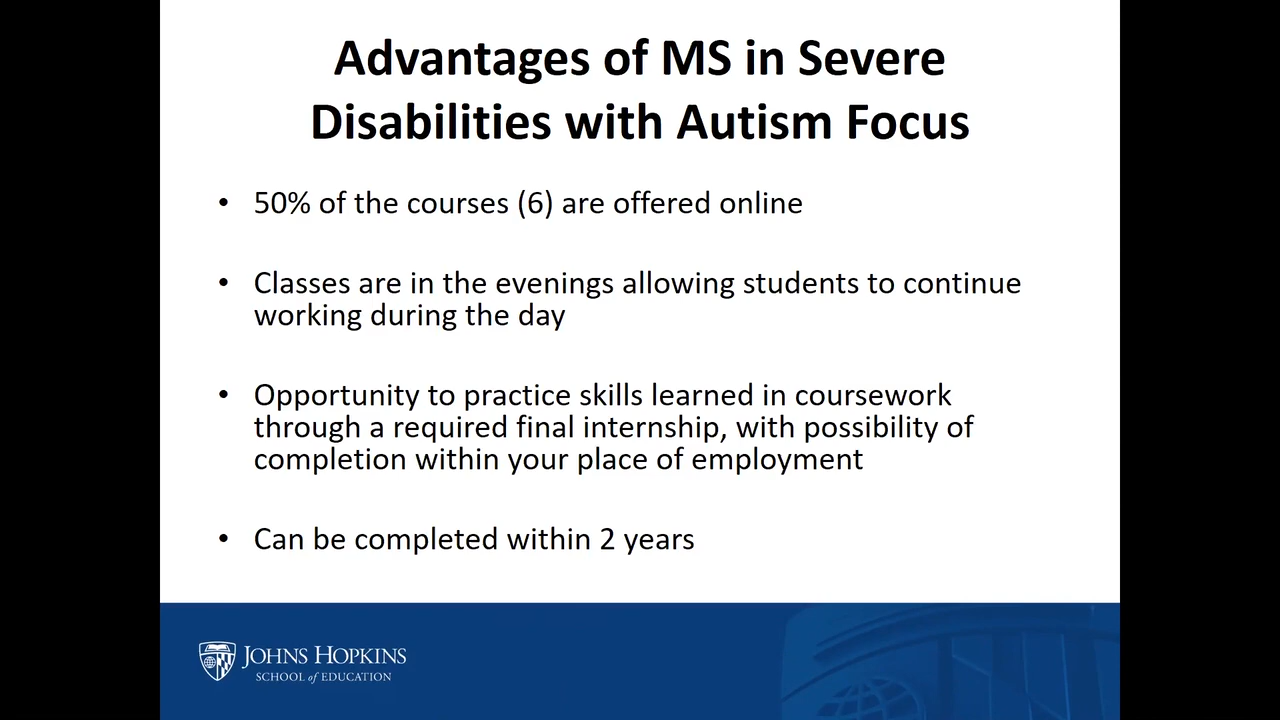 Advantages of MS in Severe
Disabilities with Autism Focus
• 50% of the courses (6) are offered online
• Classes are in the evenings allowing students to continue
working during the day
• Opportunity to practice skills learned in coursework
through a required final internship, with possibility of
completion within your place of employment
• Can be completed within 2 years
JOHNS HOPKINS
SCHOOL of EDUCATION